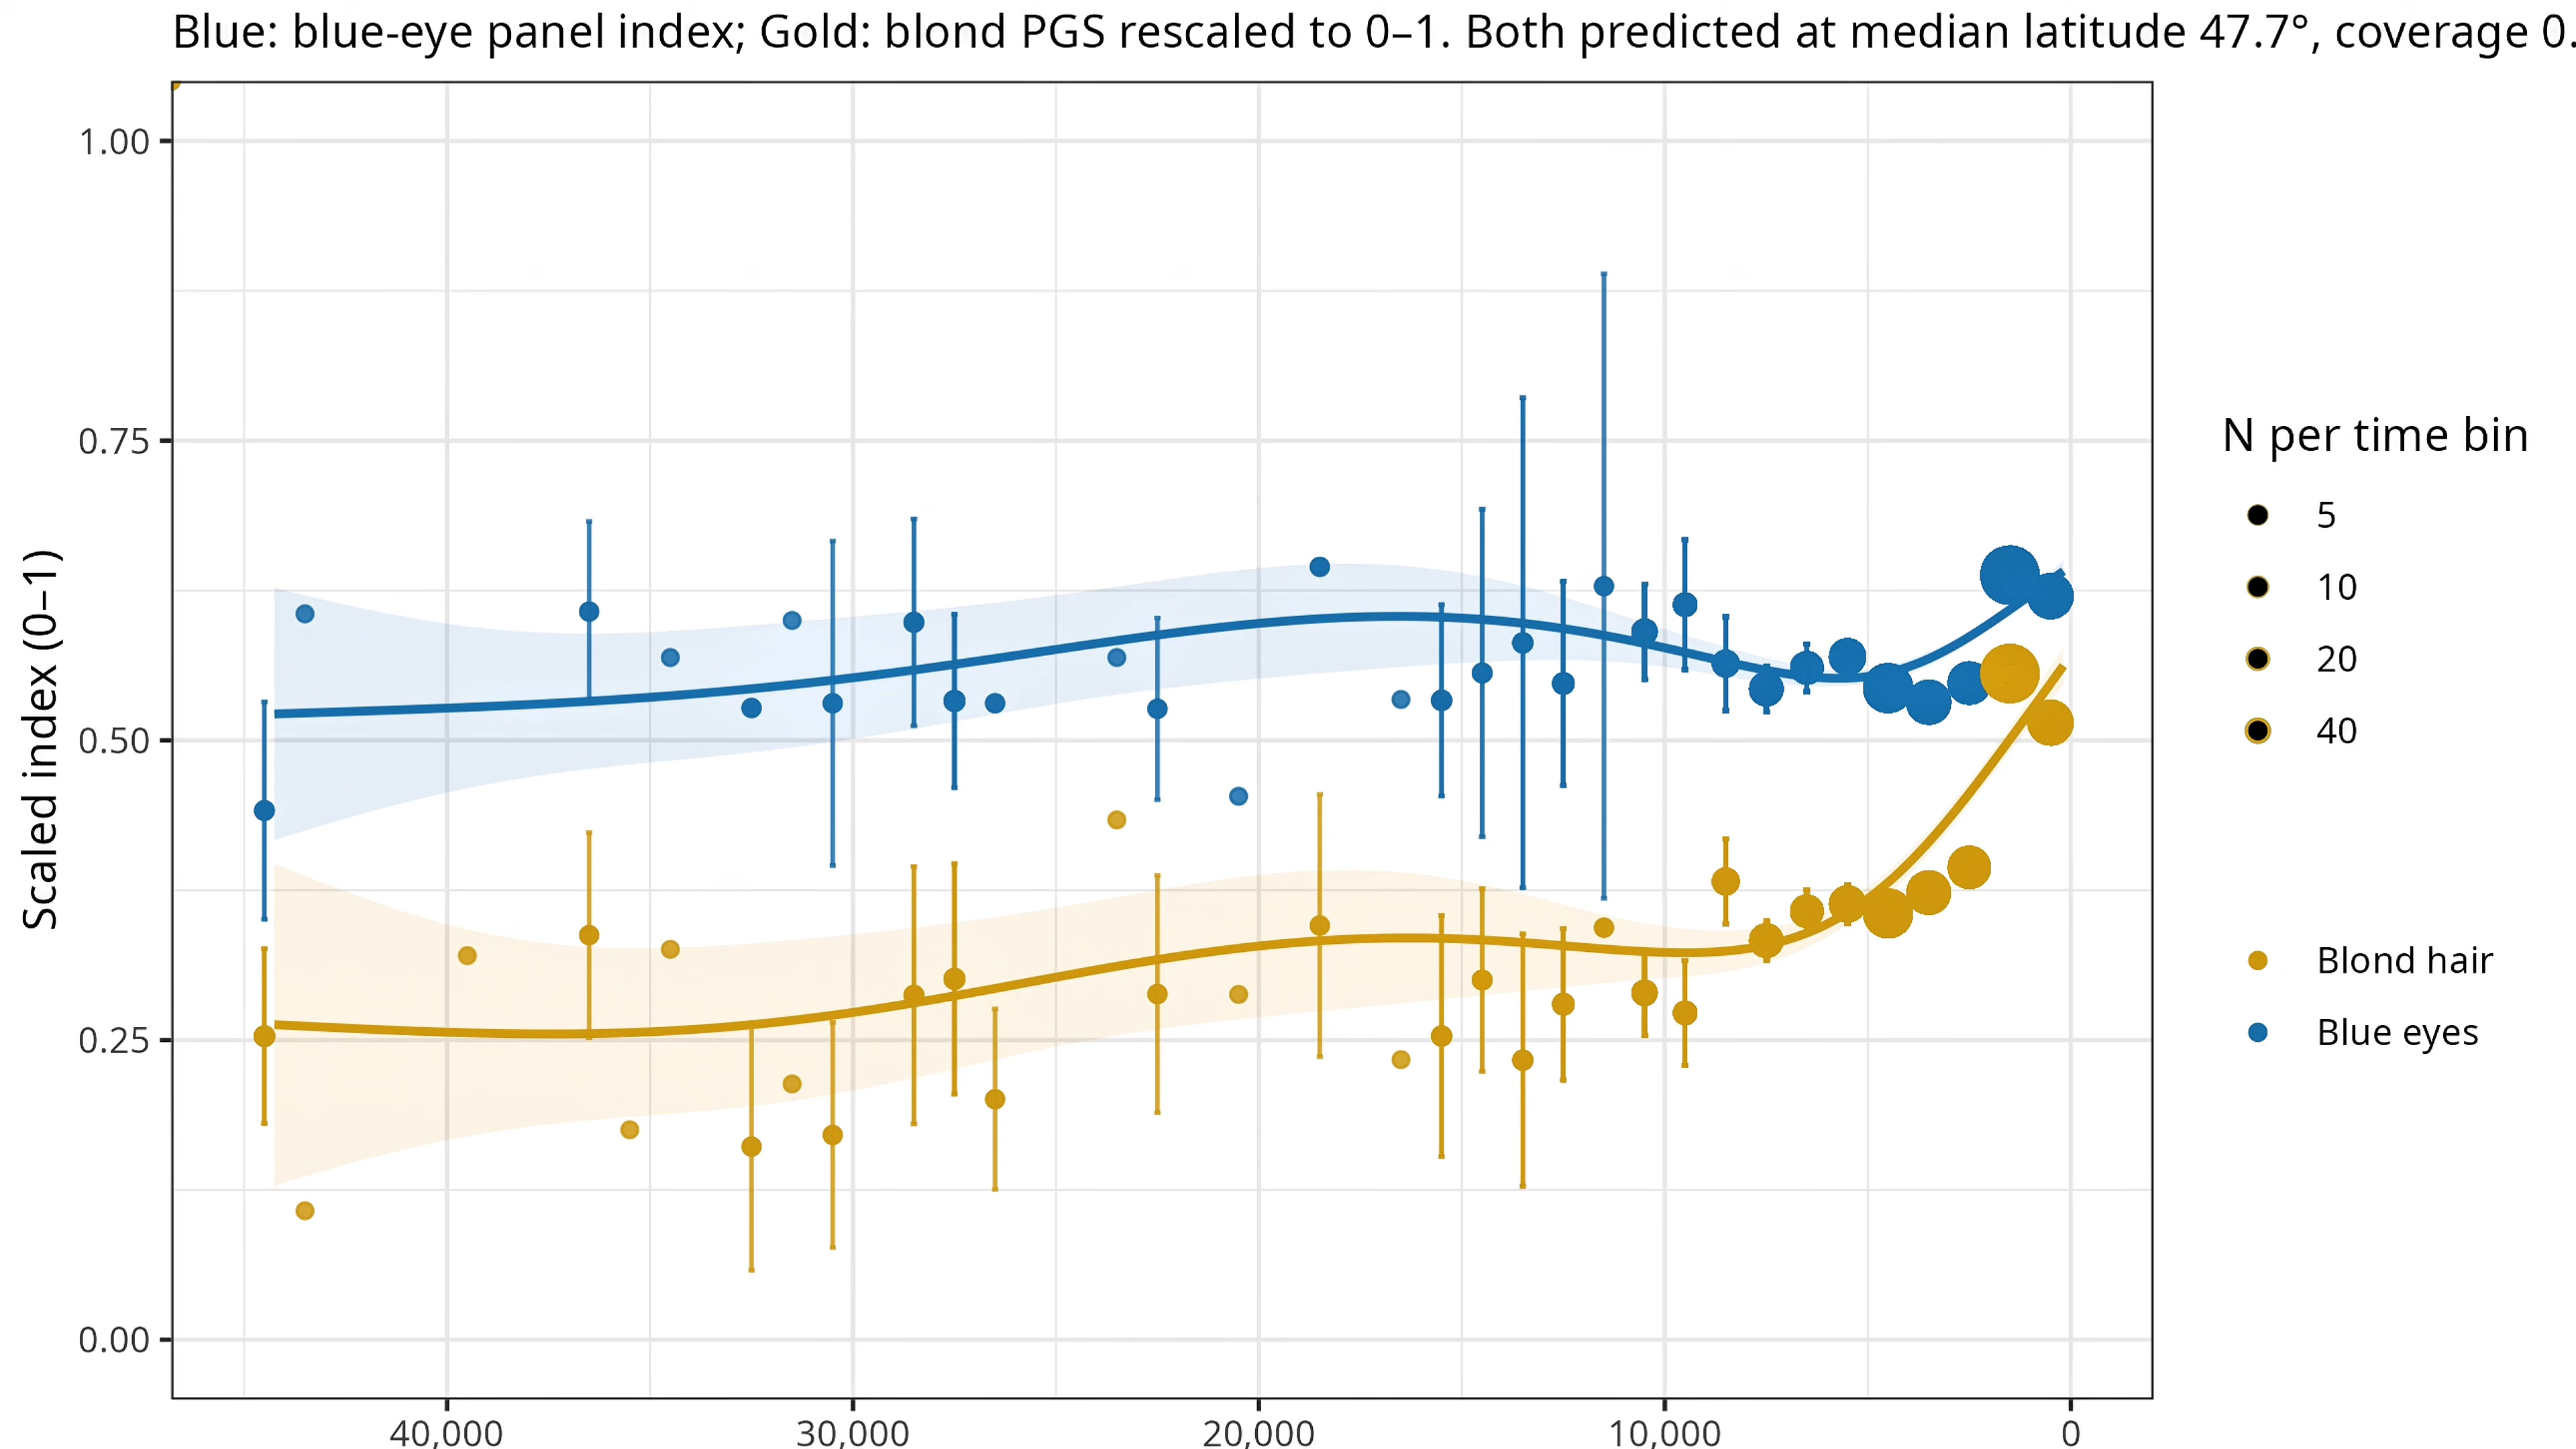 Blue: blue-eye panel index; Gold: blond PGS rescaled to 0–1. Both predicted at median latitude 47.7°, coverage 0.
1.00
0.75
0.50
0.25
0.00
Scaled index (0–1)
40,000
30,000
20,000
10,000
0
N per time bin
5
10
20
40
Blond hair
Blue eyes